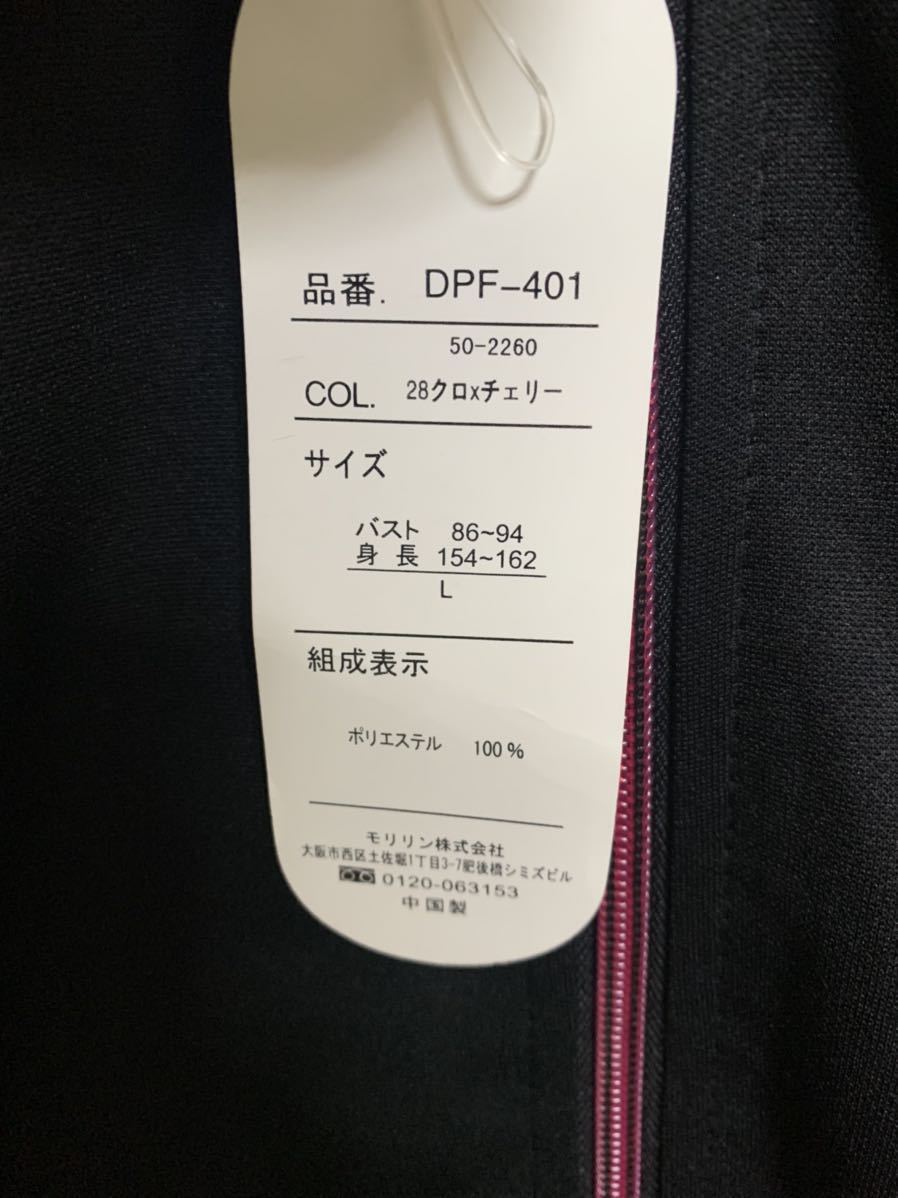 品番. DPF-401
50-2260
COL. 28クロxチェリー
サイズ
バスト 86~94
身 長 154~162
L
組成表示
ポリエステル 100%
モリリン株式会社
大阪市西区土佐堀1丁目3-7肥後橋シミズビル
0120-063153
中国製